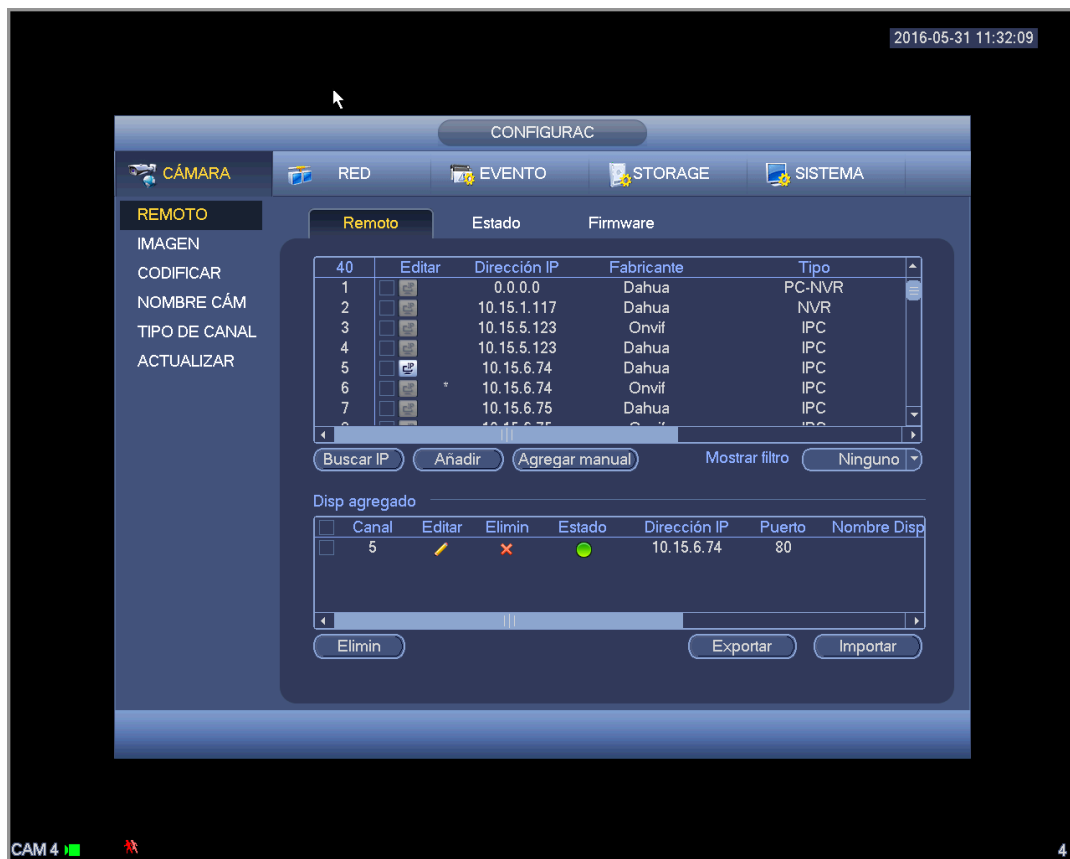 2016-05-31 11:32:09
CONFIGURAC
CÁMARA RED EVENTO STORAGE SISTEMA
REMOTO
IMAGEN
CODIFICAR
NOMBRE CÁM
TIPO DE CANAL
ACTUALIZAR
Remoto Estado Firmware
40 Editar Dirección IP Fabricante Tipo
1 0.0.0.0 Dahua PC-NVR
2 10.15.1.117 Dahua NVR
3 10.15.5.123 Onvif IPC
4 10.15.5.123 Dahua IPC
5 10.15.6.74 Dahua IPC
6 * 10.15.6.74 Onvif IPC
7 10.15.6.75 Dahua IPC
Buscar IP Añadir Agregar manual Mostrar filtro Ninguno
Disp agregado
Canal Editar Elimin Estado Dirección IP Puerto Nombre Disp
5 10.15.6.74 80
Elimin Exportar Importar
CAM 4 4